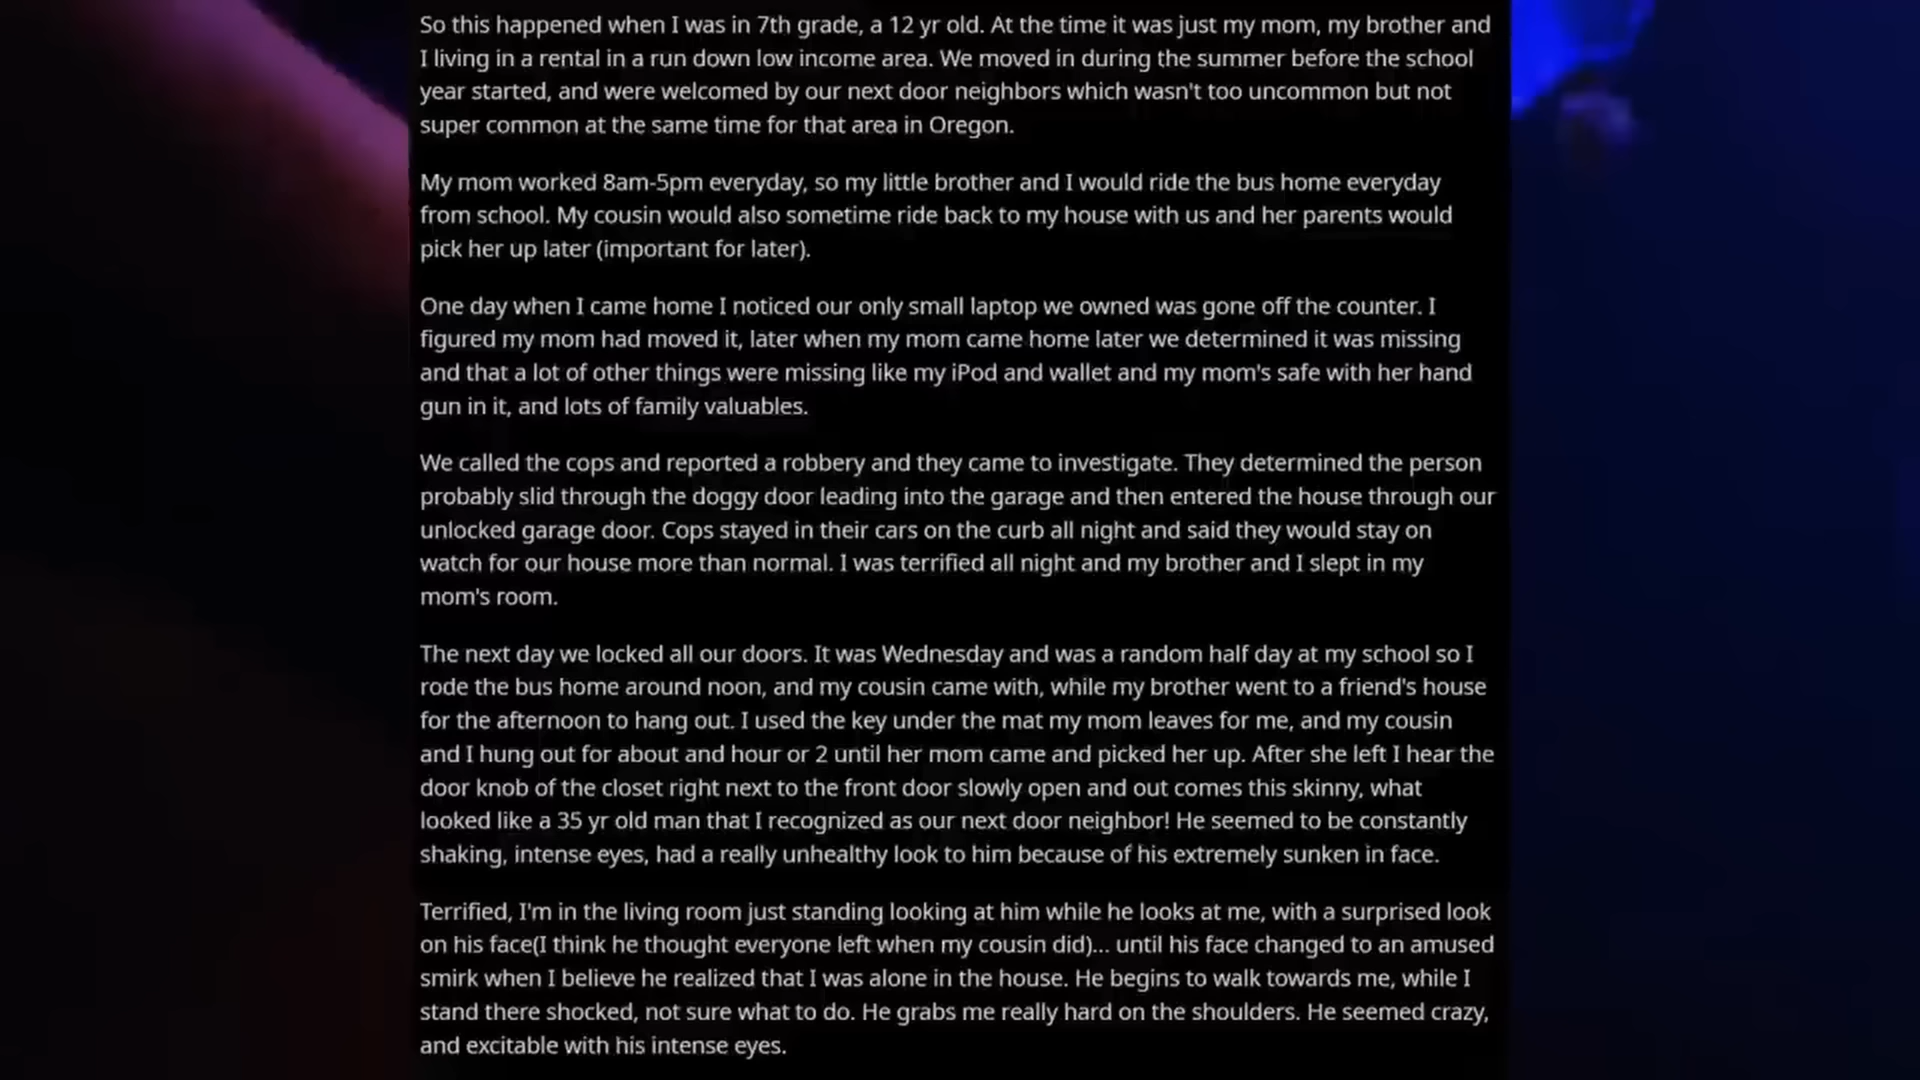 So this happened when I was in 7th grade, a 12 yr old. At the time it was just my mom, my brother and
I living in a rental in a run down low income area. We moved in during the summer before the school
year started, and were welcomed by our next door neighbors which wasn't too uncommon but not
super common at the same time for that area in Oregon.
My mom worked 8am-5pm everyday, so my little brother and I would ride the bus home everyday
from school. My cousin would also sometime ride back to my house with us and her parents would
pick her up later (important for later).
One day when I came home I noticed our only small laptop we owned was gone off the counter. I
figured my mom had moved it, later when my mom came home later we determined it was missing
and that a lot of other things were missing like my iPod and wallet and my mom's safe with her hand
gun in it, and lots of family valuables.
We called the cops and reported a robbery and they came to investigate. They determined the person
probably slid through the doggy door leading into the garage and then entered the house through our
unlocked garage door. Cops stayed in their cars on the curb all night and said they would stay on
watch for our house more than normal. I was terrified all night and my brother and I slept in my
mom's room.
The next day we locked all our doors. It was Wednesday and was a random half day at my school so I
rode the bus home around noon, and my cousin came with, while my brother went to a friend's house
for the afternoon to hang out. I used the key under the mat my mom leaves for me, and my cousin
and I hung out for about and hour or 2 until her mom came and picked her up. After she left I hear the
door knob of the closet right next to the front door slowly open and out comes this skinny, what
looked like a 35 yr old man that I recognized as our next door neighbor! He seemed to be constantly
shaking, intense eyes, had a really unhealthy look to him because of his extremely sunken in face.
Terrified, I'm in the living room just standing looking at him while he looks at me, with a surprised look
on his face(I think he thought everyone left when my cousin did)... until his face changed to an amused
smirk when I believe he realized that I was alone in the house. He begins to walk towards me, while I
stand there shocked, not sure what to do. He grabs me really hard on the shoulders. He seemed crazy,
and excitable with his intense eyes.